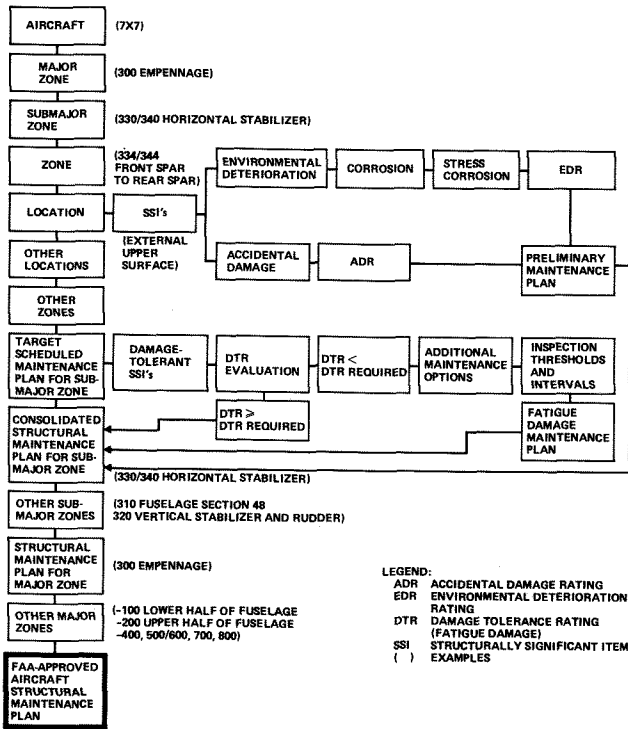 AIRCRAFT
(7X7)
MAJOR
ZONE
(300 EMPENNAGE)
SUBMAJOR
ZONE
(330/340 HORIZONTAL STABILIZER)
ZONE
(334/344
FRONT SPAR
TO REAR SPAR)
LOCATION
SSI's
(EXTERNAL
UPPER
SURFACE)
ENVIRONMENTAL
DETERIORATION
CORROSION
STRESS
CORROSION
EDR
ACCIDENTAL
DAMAGE
ADR
PRELIMINARY
MAINTENANCE
PLAN
OTHER
LOCATIONS
OTHER
ZONES
TARGET
SCHEDULED
MAINTENANCE
PLAN FOR SUB-
MAJOR ZONE
DAMAGE-
TOLERANT
SSI's
DTR
EVALUATION
DTR <
DTR REQUIRED
ADDITIONAL
MAINTENANCE
OPTIONS
INSPECTION
THRESHOLDS
AND
INTERVALS
DTR ⩾
DTR REQUIRED
FATIGUE
DAMAGE
MAINTENANCE
PLAN
CONSOLIDATED
STRUCTURAL
MAINTENANCE
PLAN FOR SUB-
MAJOR ZONE
(330/340 HORIZONTAL STABILIZER)
OTHER SUB-
MAJOR ZONES
(310 FUSELAGE SECTION 48
320 VERTICAL STABILIZER AND RUDDER)
STRUCTURAL
MAINTENANCE
PLAN FOR
MAJOR ZONE
(300 EMPENNAGE)
OTHER MAJOR
ZONES
(-100 LOWER HALF OF FUSELAGE
-200 UPPER HALF OF FUSELAGE
-400, 500/600, 700, 800)
FAA-APPROVED
AIRCRAFT
STRUCTURAL
MAINTENANCE
PLAN
LEGEND:
ADR ACCIDENTAL DAMAGE RATING
EDR ENVIRONMENTAL DETERIORATION
RATING
DTR DAMAGE TOLERANCE RATING
(FATIGUE DAMAGE)
SSI STRUCTURALLY SIGNIFICANT ITEM
( ) EXAMPLES